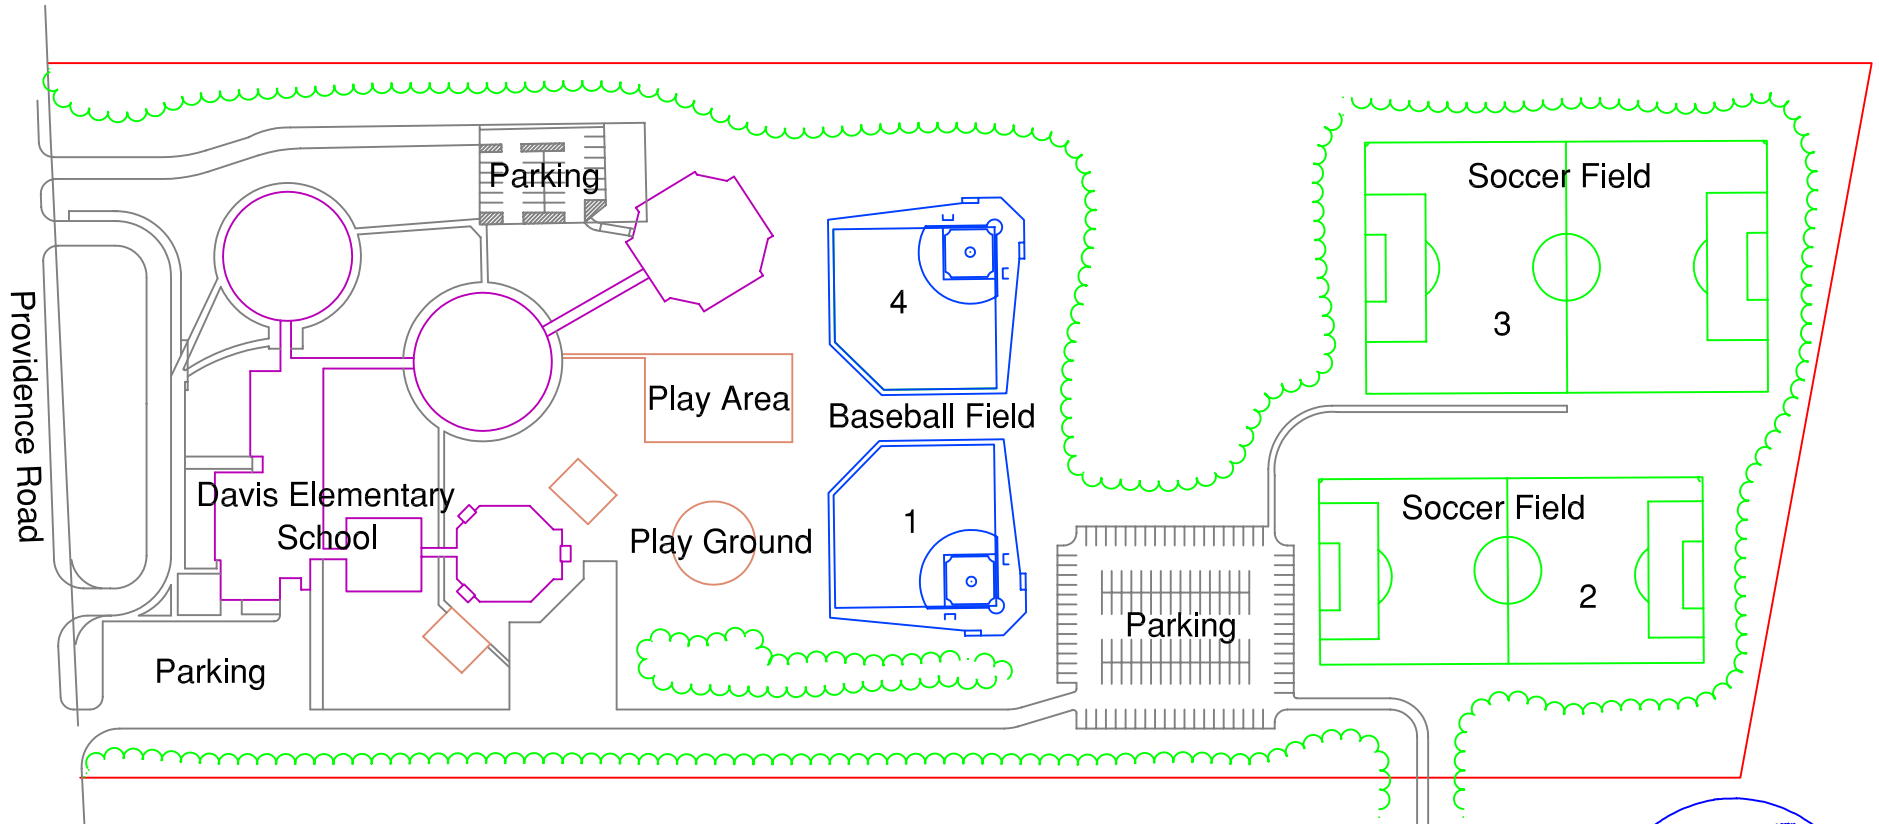 Parking
Soccer Field
3
4
Providence Road
Play Area
Baseball Field
Davis Elementary
School
Soccer Field
1
Play Ground
2
Parking
Parking